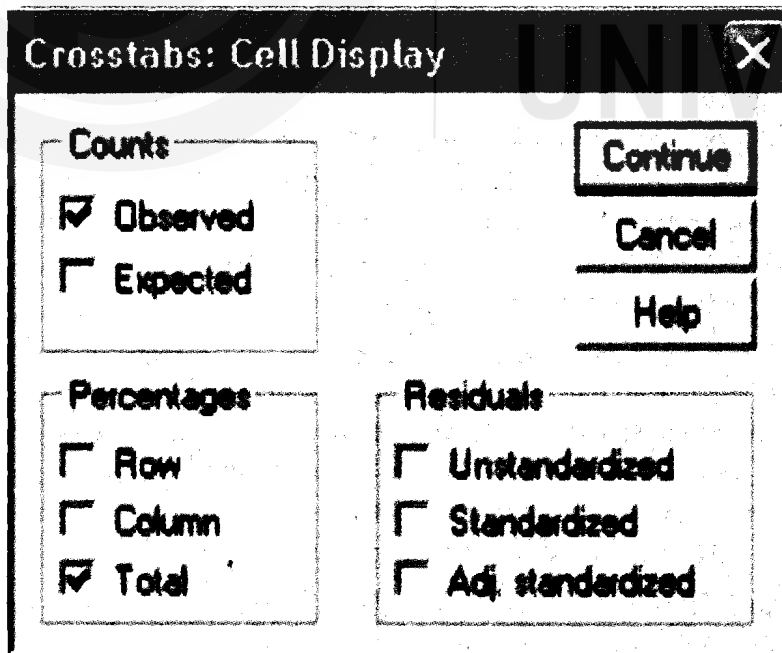 Crosstabs: Cell Display
UNIV
Counts
Observed
Expected
Continue
Cancel
Help
Percentages
Row
Column
Total
Residuals
Unstandardized
Standardized
Adj. standardized